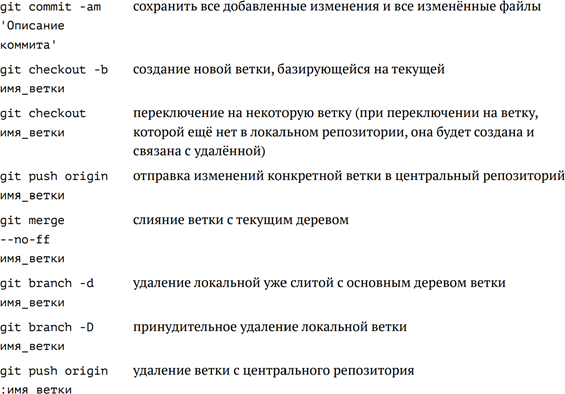 git commit -am сохранить все добавленные изменения и все изменённые файлы
'Описание
коммита'
git checkout -b создание новой ветки, базирующейся на текущей
имя_ветки
git checkout переключение на некоторую ветку (при переключении на ветку,
имя_ветки которой ещё нет в локальном репозитории, она будет создана и
связана с удалённой)
git push origin отправка изменений конкретной ветки в центральный репозиторий
имя_ветки
git merge слияние ветки с текущим деревом
--no-ff
имя_ветки
git branch -d удаление локальной уже слитой с основным деревом ветки
имя_ветки
git branch -D принудительное удаление локальной ветки
имя_ветки
git push origin удаление ветки с центрального репозитория
:имя_ветки